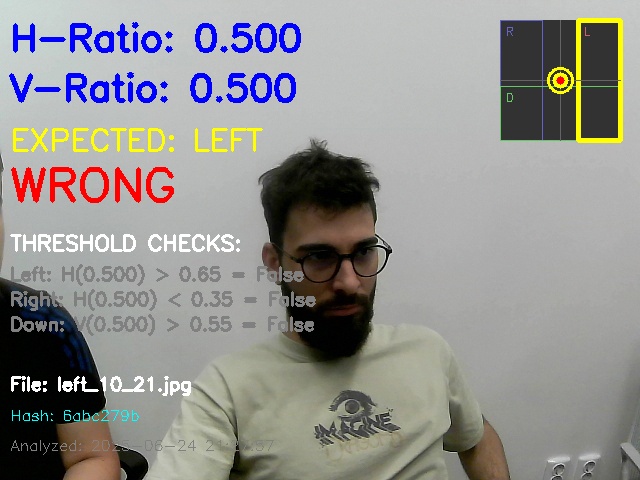 H-Ratio: 0.500
V-Ratio: 0.500
EXPECTED: LEFT
WRONG
R
L
D
THRESHOLD CHECKS:
Left: H(0.500) > 0.65 = False
Right: H(0.500) < 0.35 = False
Down: V(0.500) > 0.55 = False
File: left_10_21.jpg
Hash: 6abc279b
Analyzed:
IMAGINE